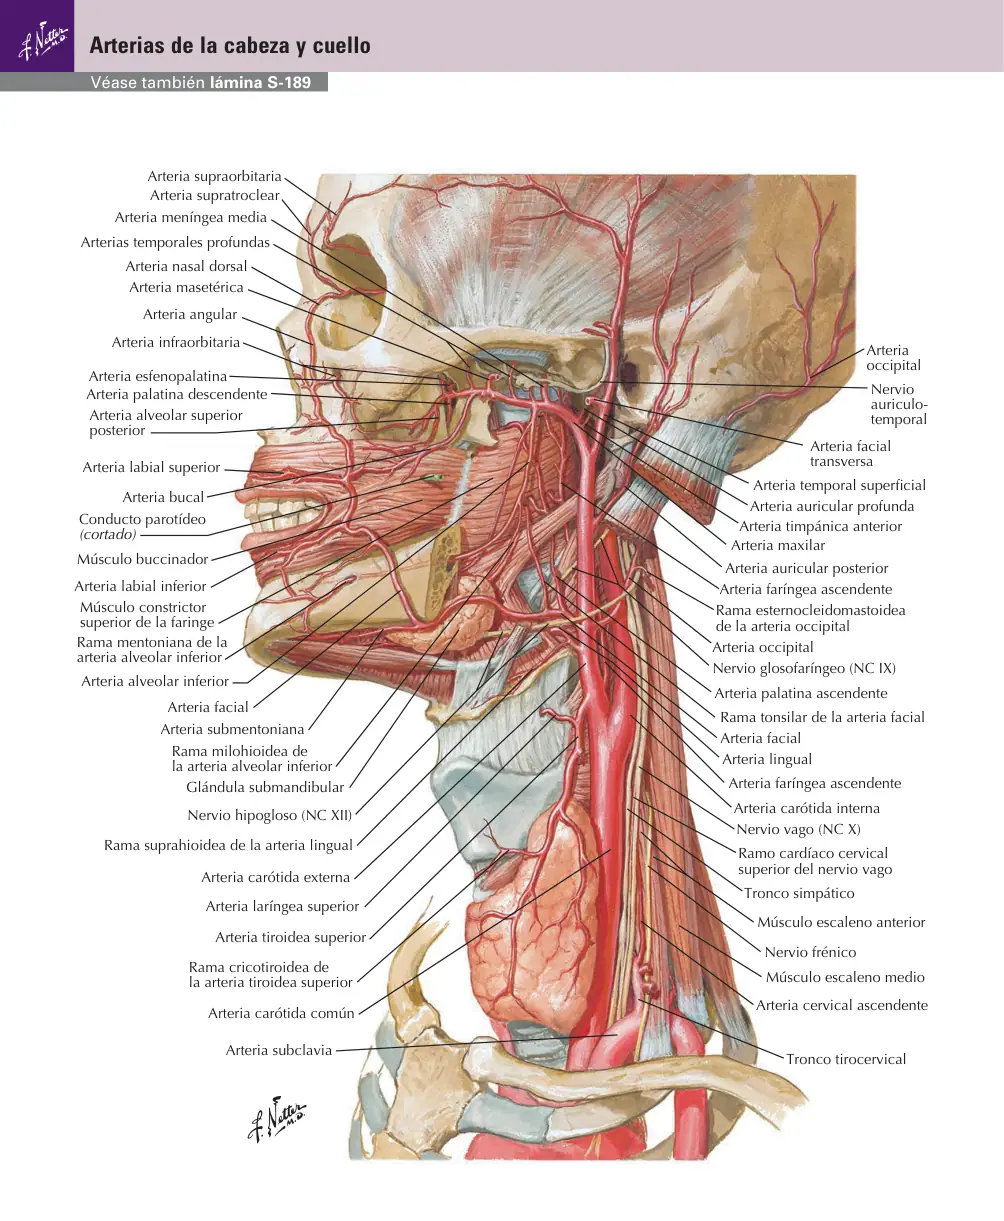 F. Netter M.D.
Arterias de la cabeza y cuello
Véase también lámina S-189
Arteria supraorbitaria
Arteria supratroclear
Arteria meníngea media
Arterias temporales profundas
Arteria nasal dorsal
Arteria masetérica
Arteria angular
Arteria infraorbitaria
Arteria esfenopalatina
Arteria palatina descendente
Arteria alveolar superior
posterior
Arteria labial superior
Arteria bucal
Conducto parotídeo
(cortado)
Músculo buccinador
Arteria labial inferior
Músculo constrictor
superior de la faringe
Rama mentoniana de la
arteria alveolar inferior
Arteria alveolar inferior
Arteria facial
Arteria submentoniana
Rama milohioidea de
la arteria alveolar inferior
Glándula submandibular
Nervio hipogloso (NC XII)
Rama suprahioidea de la arteria lingual
Arteria carótida externa
Arteria laríngea superior
Arteria tiroidea superior
Rama cricotiroidea de
la arteria tiroidea superior
Arteria carótida común
Arteria subclavia
Arteria
occipital
Nervio
auriculo-
temporal
Arteria facial
transversa
Arteria temporal superficial
Arteria auricular profunda
Arteria timpánica anterior
Arteria maxilar
Arteria auricular posterior
Arteria faríngea ascendente
Rama esternocleidomastoidea
de la arteria occipital
Arteria occipital
Nervio glosofaríngeo (NC IX)
Arteria palatina ascendente
Rama tonsilar de la arteria facial
Arteria facial
Arteria lingual
Arteria faríngea ascendente
Arteria carótida interna
Nervio vago (NC X)
Ramo cardíaco cervical
superior del nervio vago
Tronco simpático
Músculo escaleno anterior
Nervio frénico
Músculo escaleno medio
Arteria cervical ascendente
Tronco tirocervical
F. Netter M.D.